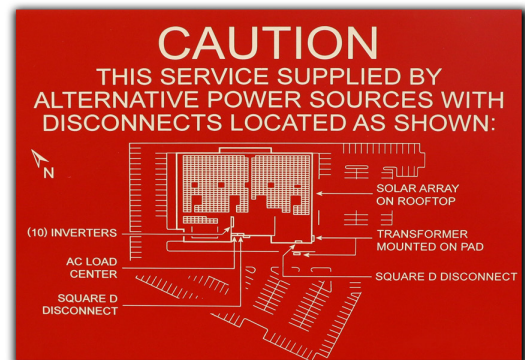 CAUTION
THIS SERVICE SUPPLIED BY
ALTERNATIVE POWER SOURCES WITH
DISCONNECTS LOCATED AS SHOWN:
N
SOLAR ARRAY
ON ROOFTOP
(10) INVERTERS
TRANSFORMER
MOUNTED ON PAD
AC LOAD
CENTER
SQUARE D DISCONNECT
SQUARE D
DISCONNECT